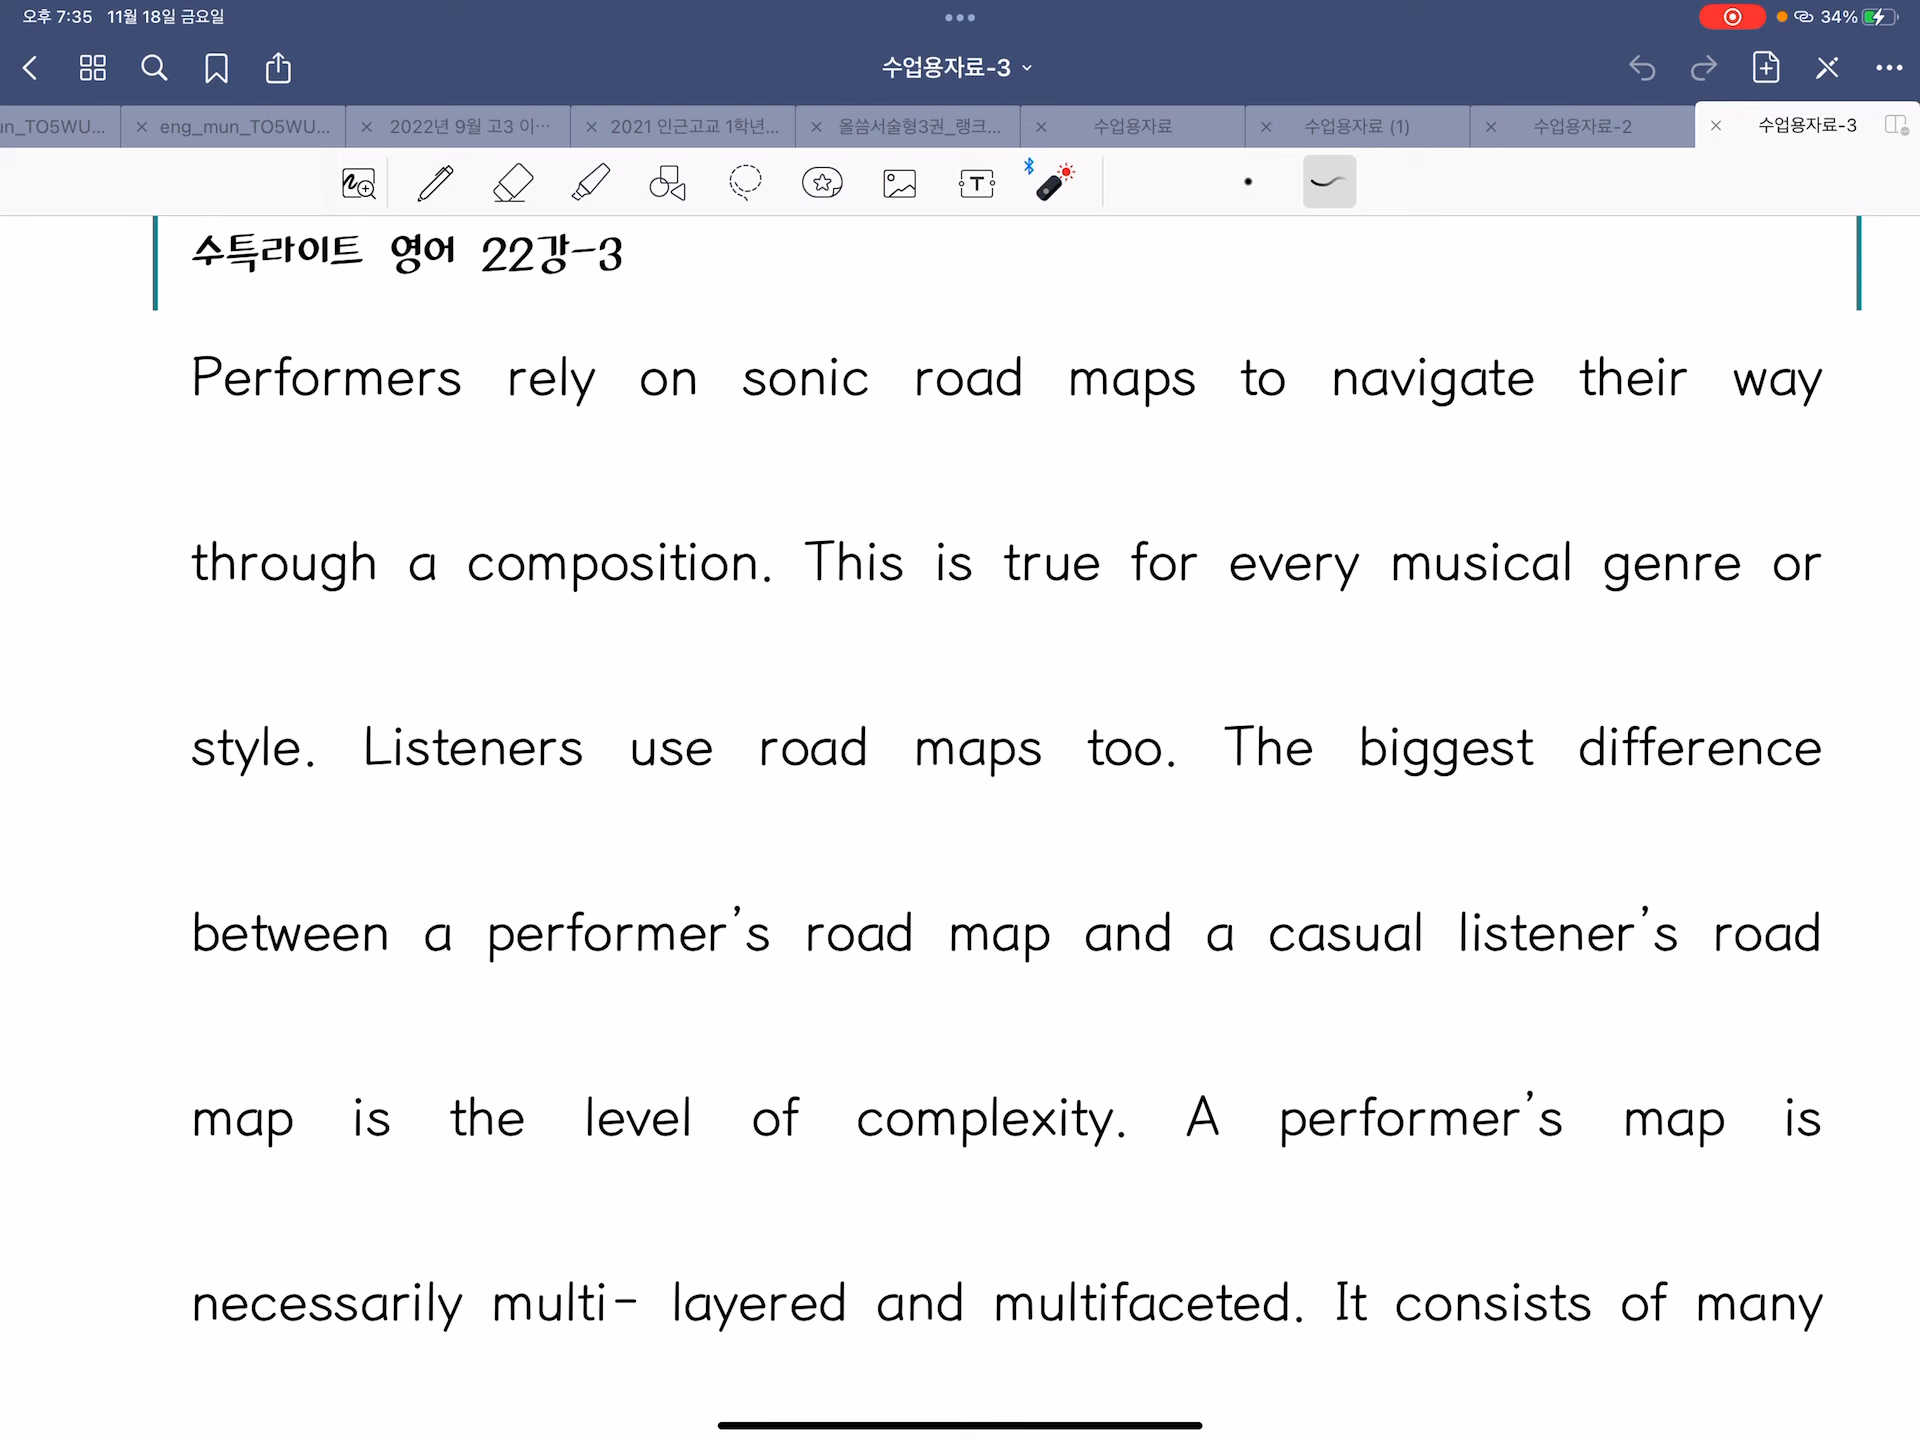 오후 7:35 11월 18일 금요일
34%
수업용자료-3
un_TO5WU...
eng_mun_TO5WU...
2022년 9월 고3 이...
2021 인근고교 1학년...
올씀서술형3권_랭크...
수업용자료
수업용자료 (1)
수업용자료-2
수업용자료-3
T
수특라이트 영어 22강-3
Performers rely on sonic road maps to navigate their way
through a composition. This is true for every musical genre or
style. Listeners use road maps too. The biggest difference
between a performer's road map and a casual listener's road
map is the level of complexity. A performer's map is
necessarily multi- layered and multifaceted. It consists of many